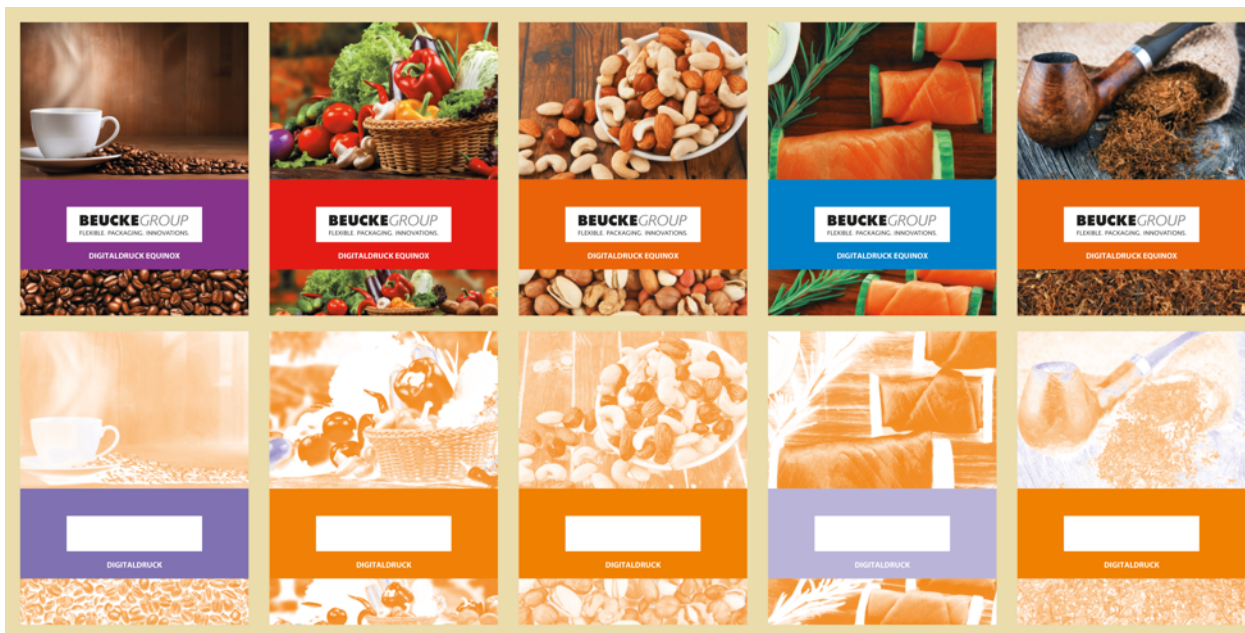 BEUCKEGROUP
FLEXIBLE. PACKAGING. INNOVATIONS.
DIGITALDRUCK EQUINOX
BEUCKEGROUP
FLEXIBLE. PACKAGING. INNOVATIONS.
DIGITALDRUCK EQUINOX
BEUCKEGROUP
FLEXIBLE. PACKAGING. INNOVATIONS.
DIGITALDRUCK EQUINOX
BEUCKEGROUP
FLEXIBLE. PACKAGING. INNOVATIONS.
DIGITALDRUCK EQUINOX
BEUCKEGROUP
FLEXIBLE. PACKAGING. INNOVATIONS.
DIGITALDRUCK EQUINOX
DIGITALDRUCK
DIGITALDRUCK
DIGITALDRUCK
DIGITALDRUCK
DIGITALDRUCK